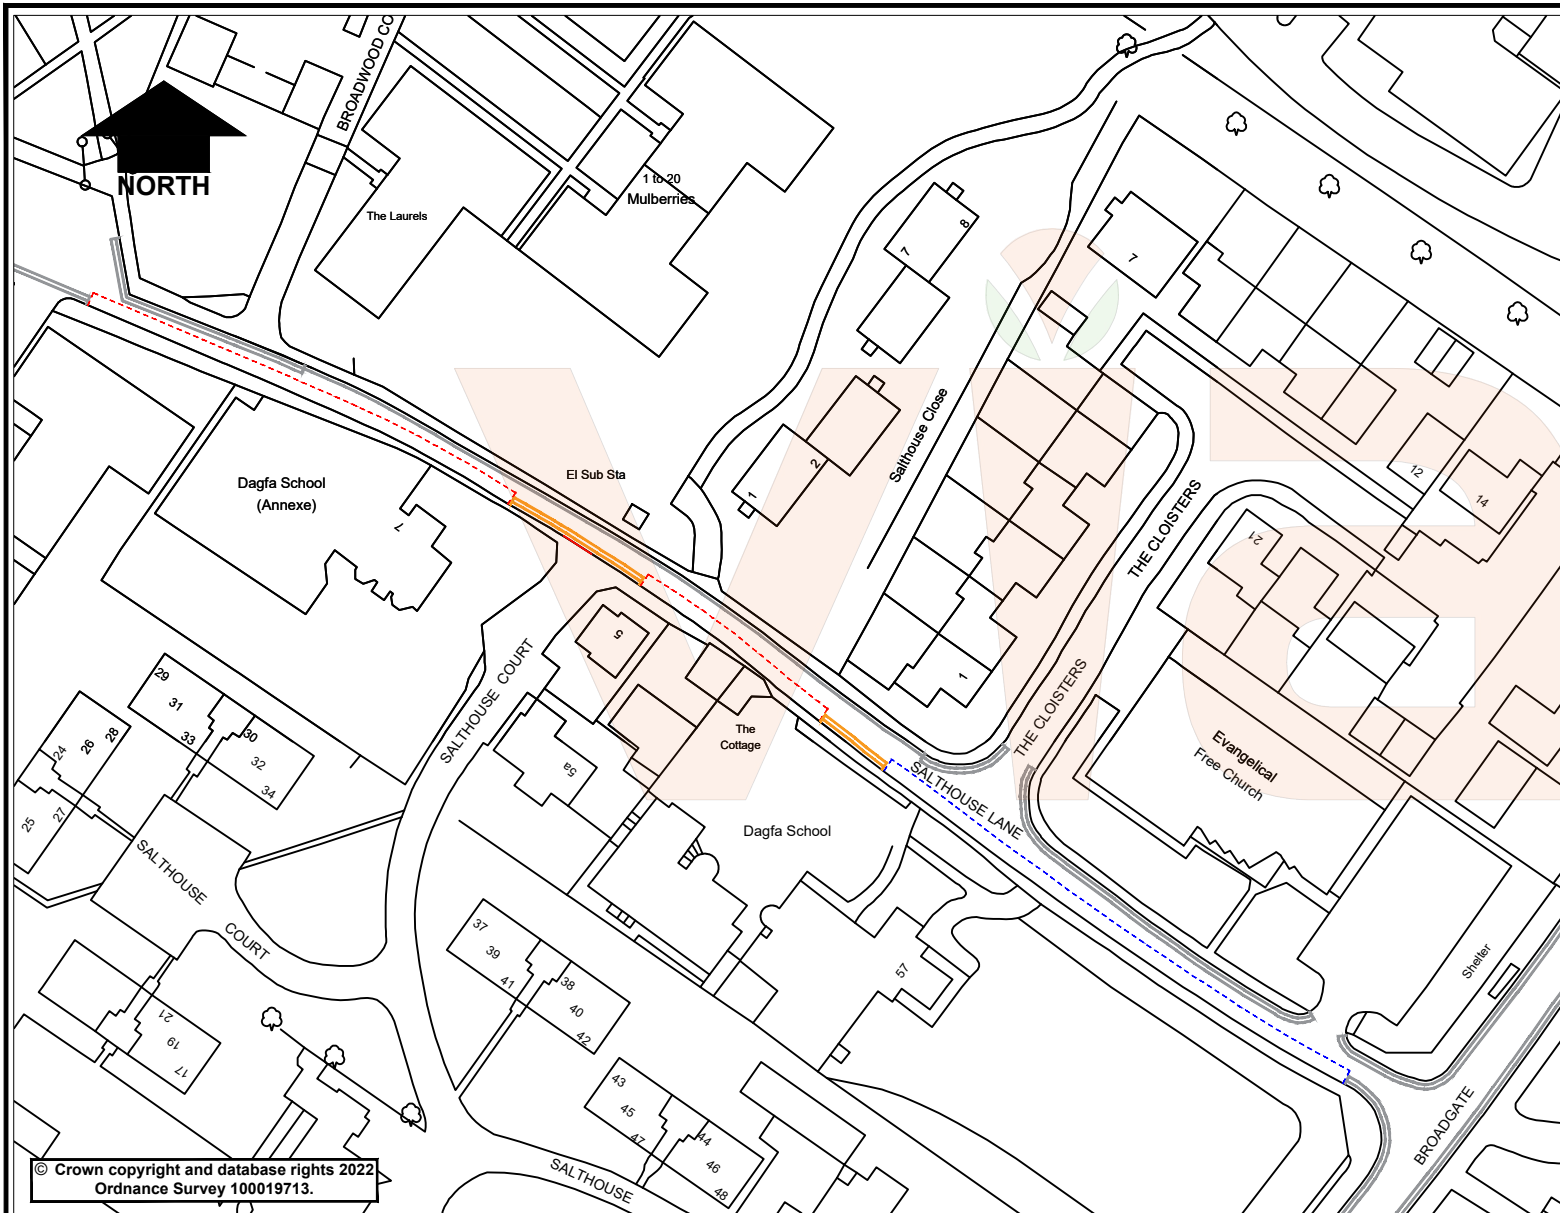 BROADWOOD CO
NORTH
The Laurels
1 to 20
Mulberries
8
7
7
Salthouse Close
1
2
El Sub Sta
Dagfa School
(Annexe)
7
THE CLOISTERS
12
14
21
5
SALTHOUSE COURT
1
THE CLOISTERS
29
31
33
30
32
34
24
26
28
25
27
The
Cottage
5a
Evangelical
Free Church
SALTHOUSE LANE
Dagfa School
SALTHOUSE
COURT
37
39
41
38
40
42
57
Shelter
21
19
17
43
45
47
44
46
48
BROADGATE
SALTHOUSE
© Crown copyright and database rights 2022
Ordnance Survey 100019713.
via